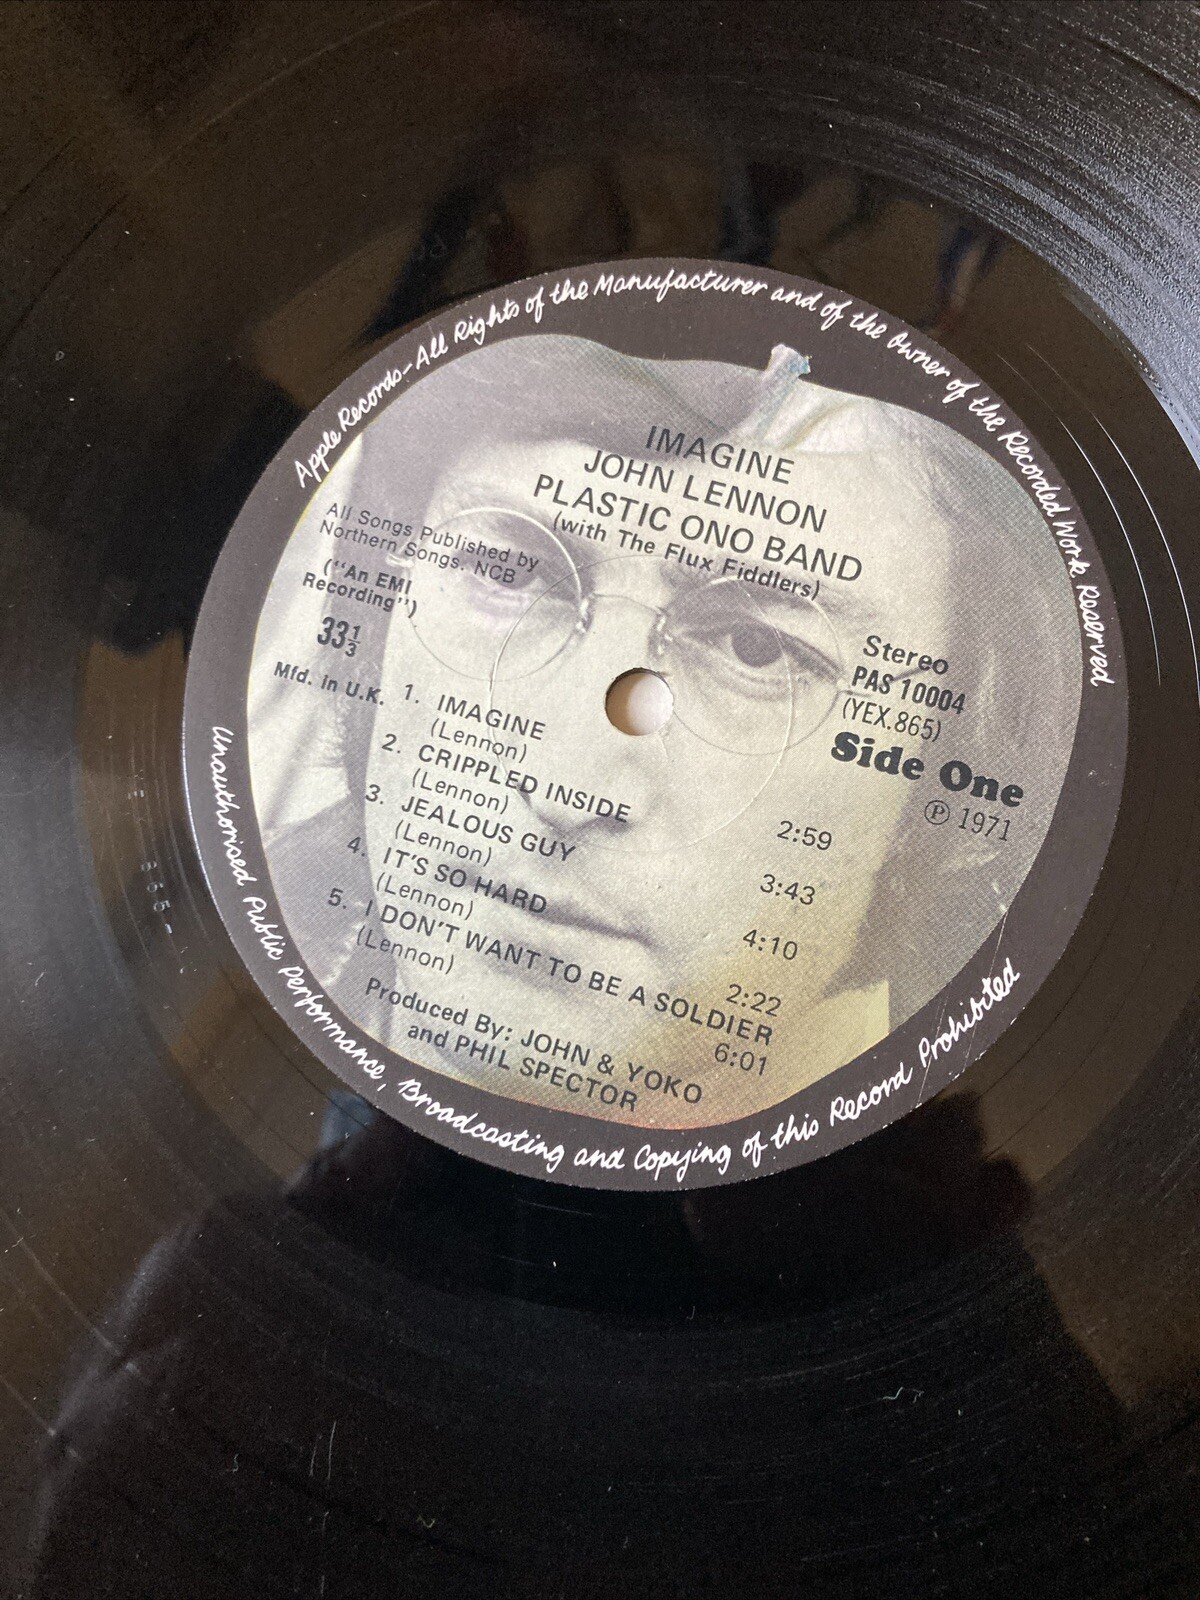 Apple Records-All Rights of the Manufacturer and of the Owner of the Recorded Work Reserved
IMAGINE
JOHN LENNON
PLASTIC ONO BAND
(with The Flux Fiddlers)
All Songs Published by
Northern Songs. NCB
("An EMI
Recording")
33⅓
Mfd. in U.K.
Stereo
PAS 10004
(YEX.865)
Side One
℗ 1971
1. IMAGINE
(Lennon) 2:59
2. CRIPPLED INSIDE
(Lennon) 3:43
3. JEALOUS GUY
(Lennon) 4:10
4. IT'S SO HARD
(Lennon) 2:22
5. I DON'T WANT TO BE A SOLDIER
(Lennon) 6:01
Produced By: JOHN & YOKO
and PHIL SPECTOR
Unauthorised Public Performance, Broadcasting and Copying of this Record Prohibited